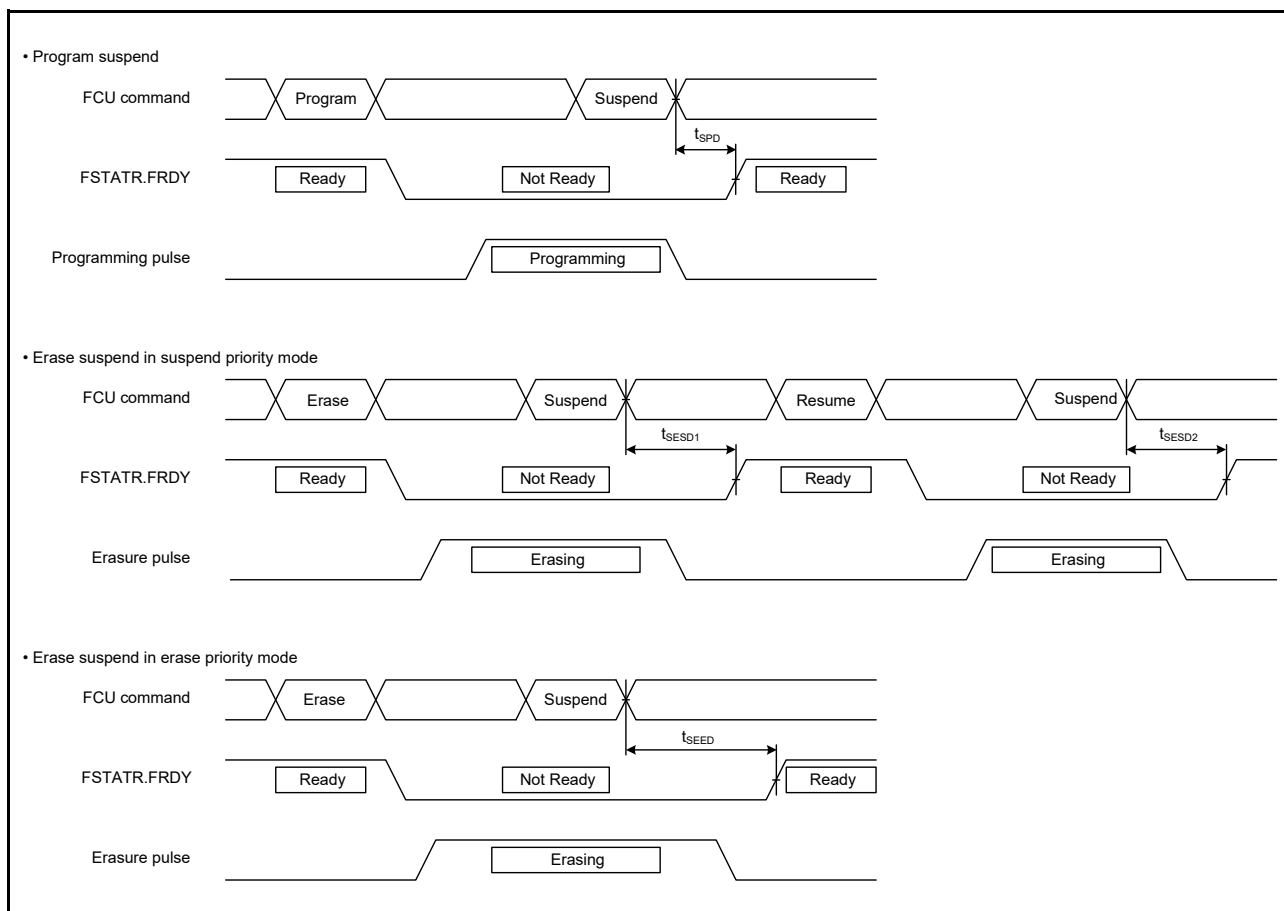 • Program suspend
FCU command Program Suspend
tSPD
FSTATR.FRDY Ready Not Ready Ready
Programming pulse Programming
• Erase suspend in suspend priority mode
FCU command Erase Suspend Resume Suspend
tSESD1 tSESD2
FSTATR.FRDY Ready Not Ready Ready Not Ready
Erasure pulse Erasing Erasing
• Erase suspend in erase priority mode
FCU command Erase Suspend
tSEED
FSTATR.FRDY Ready Not Ready Ready
Erasure pulse Erasing